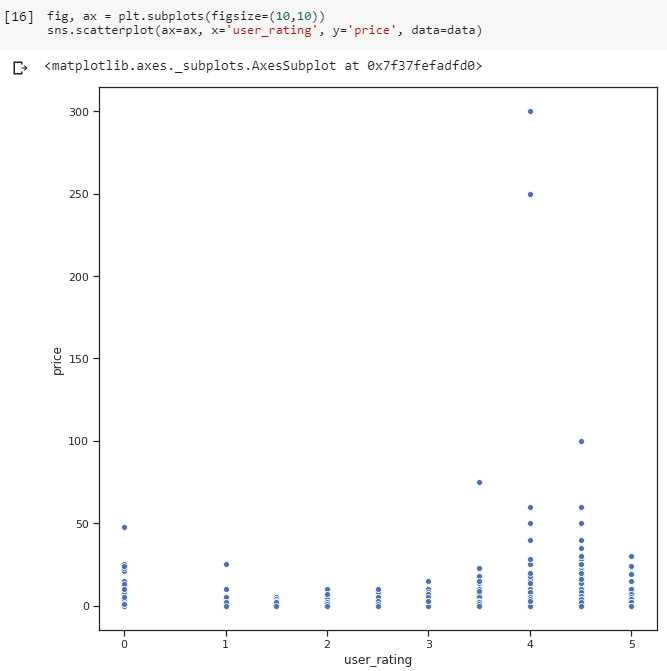 [16] fig, ax = plt.subplots(figsize=(10,10))
sns.scatterplot(ax=ax, x='user_rating', y='price', data=data)
<matplotlib.axes._subplots.AxesSubplot at 0x7f37fefadfd0>
300
250
200
150
100
50
0
price
0 1 2 3 4 5
user_rating